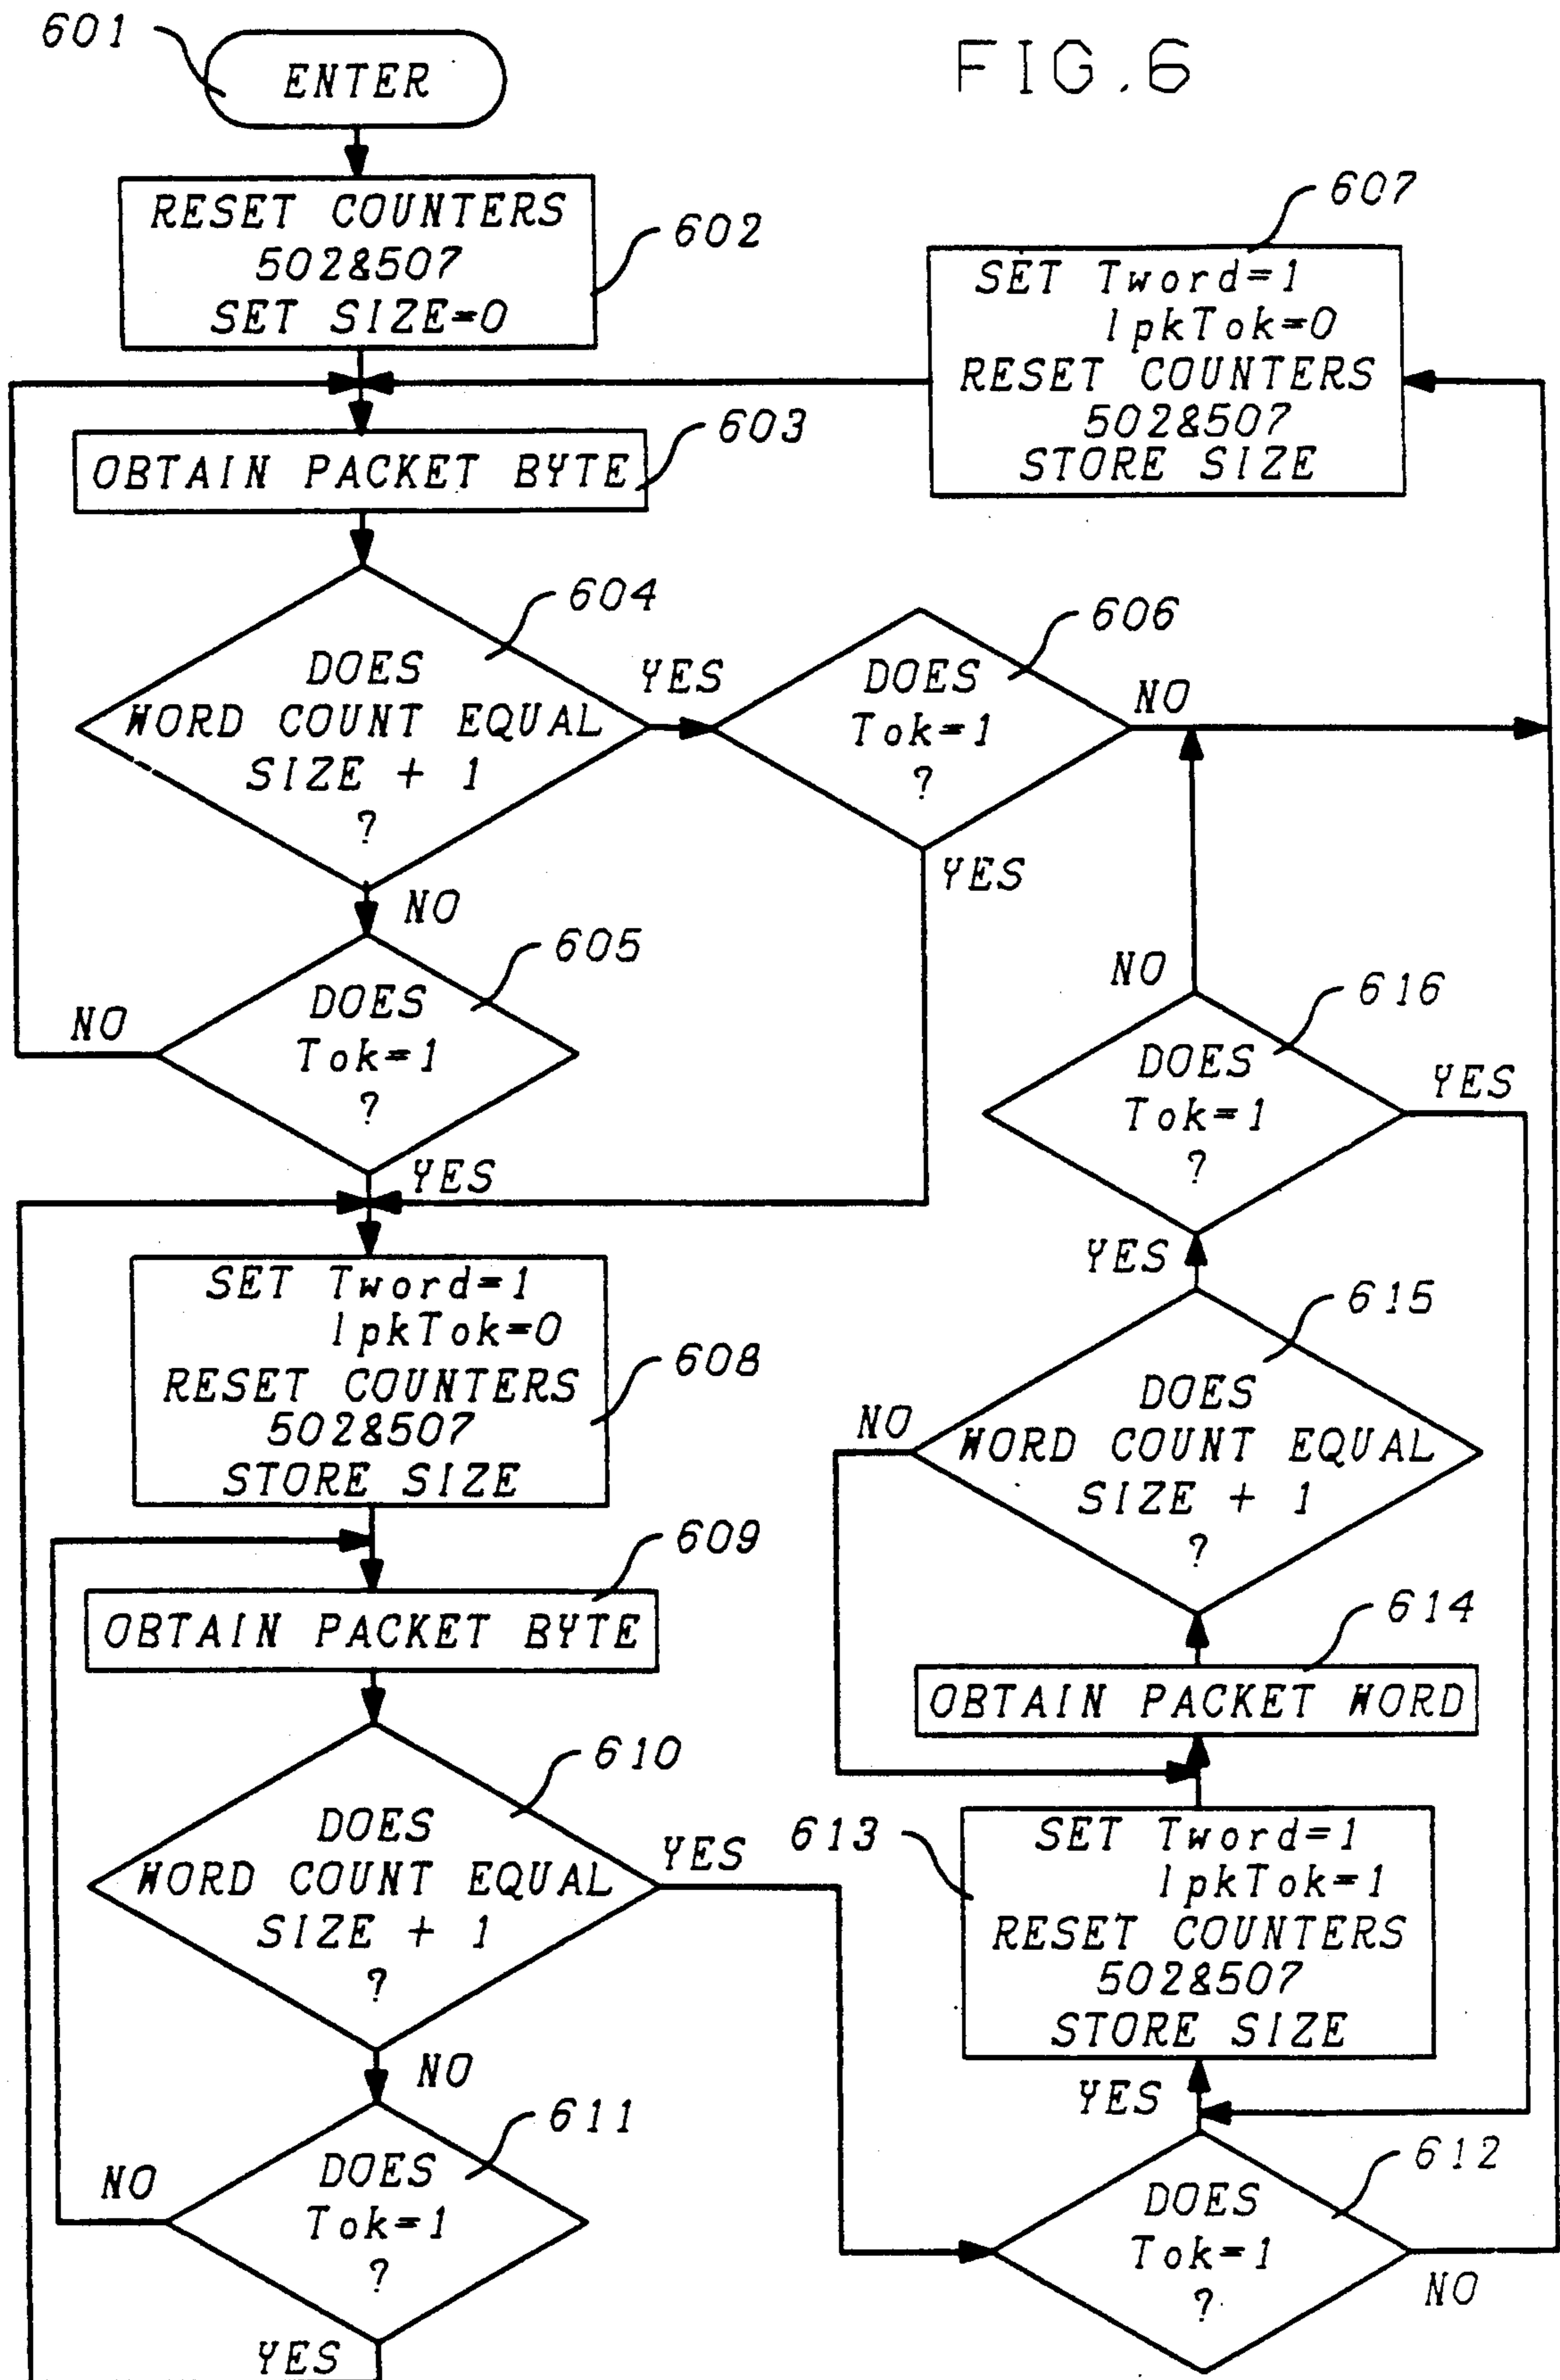 601
ENTER
FIG.6
RESET COUNTERS
502&507
SET SIZE=0
602
607
SET Tword=1
lpkTok=0
RESET COUNTERS
502&507
STORE SIZE
603
OBTAIN PACKET BYTE
604
DOES
WORD COUNT EQUAL
SIZE + 1
?
YES
606
DOES
Tok=1
?
NO
YES
NO
605
DOES
Tok=1
?
NO
YES
NO
616
DOES
Tok=1
?
YES
YES
SET Tword=1
lpkTok=0
RESET COUNTERS
502&507
STORE SIZE
608
615
DOES
WORD COUNT EQUAL
SIZE + 1
?
NO
609
OBTAIN PACKET BYTE
614
OBTAIN PACKET WORD
610
DOES
WORD COUNT EQUAL
SIZE + 1
?
YES
613
SET Tword=1
lpkTok=1
RESET COUNTERS
502&507
STORE SIZE
NO
YES
611
DOES
Tok=1
?
NO
YES
612
DOES
Tok=1
?
NO